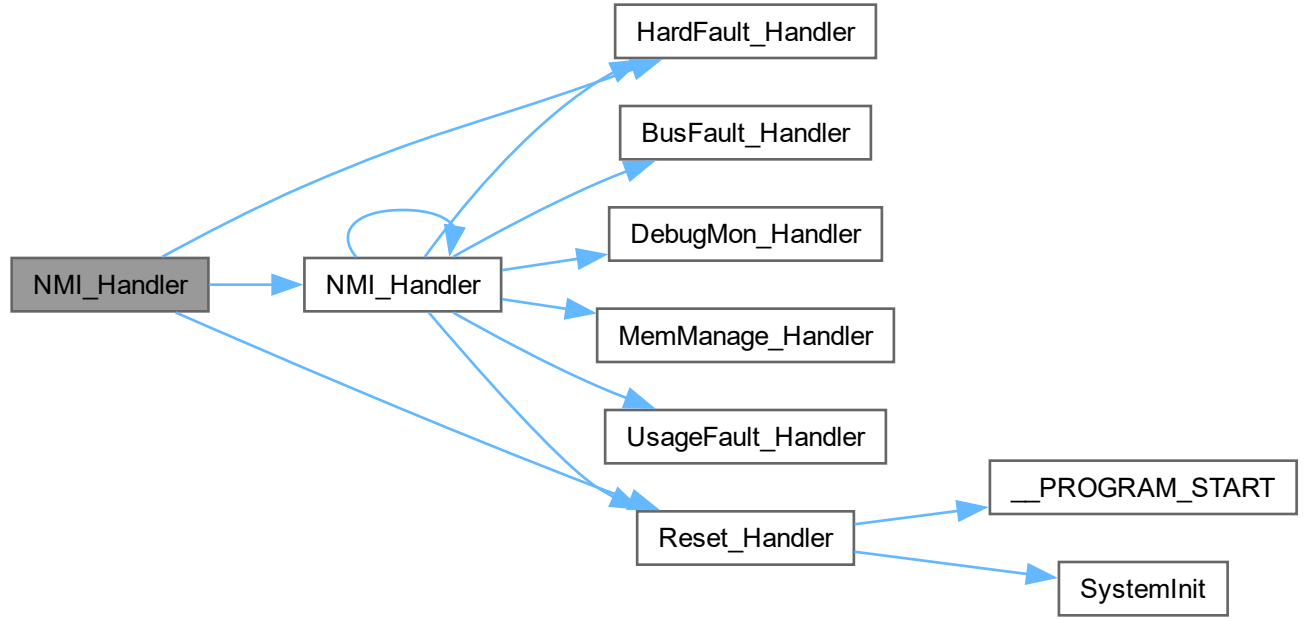 HardFault_Handler
BusFault_Handler
DebugMon_Handler
NMI_Handler
NMI_Handler
MemManage_Handler
UsageFault_Handler
__PROGRAM_START
Reset_Handler
SystemInit